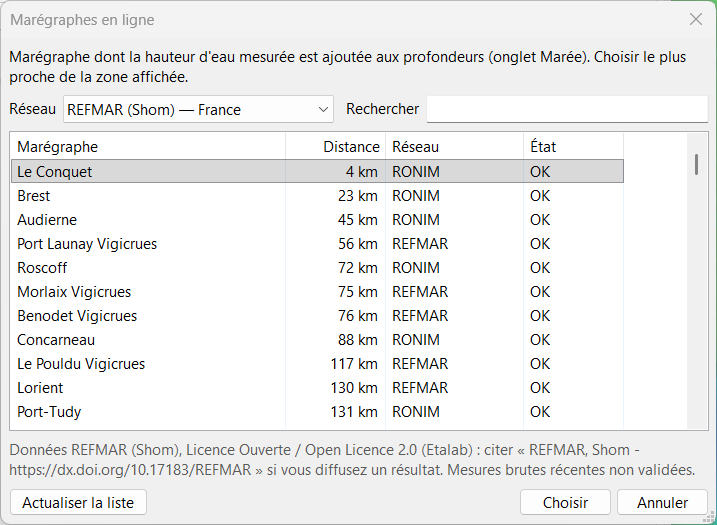 Marégraphes en ligne
Marégraphe dont la hauteur d'eau mesurée est ajoutée aux profondeurs (onglet Marée). Choisir le plus
proche de la zone affichée.
Réseau REFMAR (Shom) — France Rechercher
Marégraphe Distance Réseau État
Le Conquet 4 km RONIM OK
Brest 23 km RONIM OK
Audierne 45 km RONIM OK
Port Launay Vigicrues 56 km REFMAR OK
Roscoff 72 km RONIM OK
Morlaix Vigicrues 75 km REFMAR OK
Benodet Vigicrues 76 km REFMAR OK
Concarneau 88 km RONIM OK
Le Pouldu Vigicrues 117 km REFMAR OK
Lorient 130 km REFMAR OK
Port-Tudy 131 km RONIM OK
Données REFMAR (Shom), Licence Ouverte / Open Licence 2.0 (Etalab) : citer « REFMAR, Shom -
https://dx.doi.org/10.17183/REFMAR » si vous diffusez un résultat. Mesures brutes récentes non validées.
Actualiser la liste Choisir Annuler